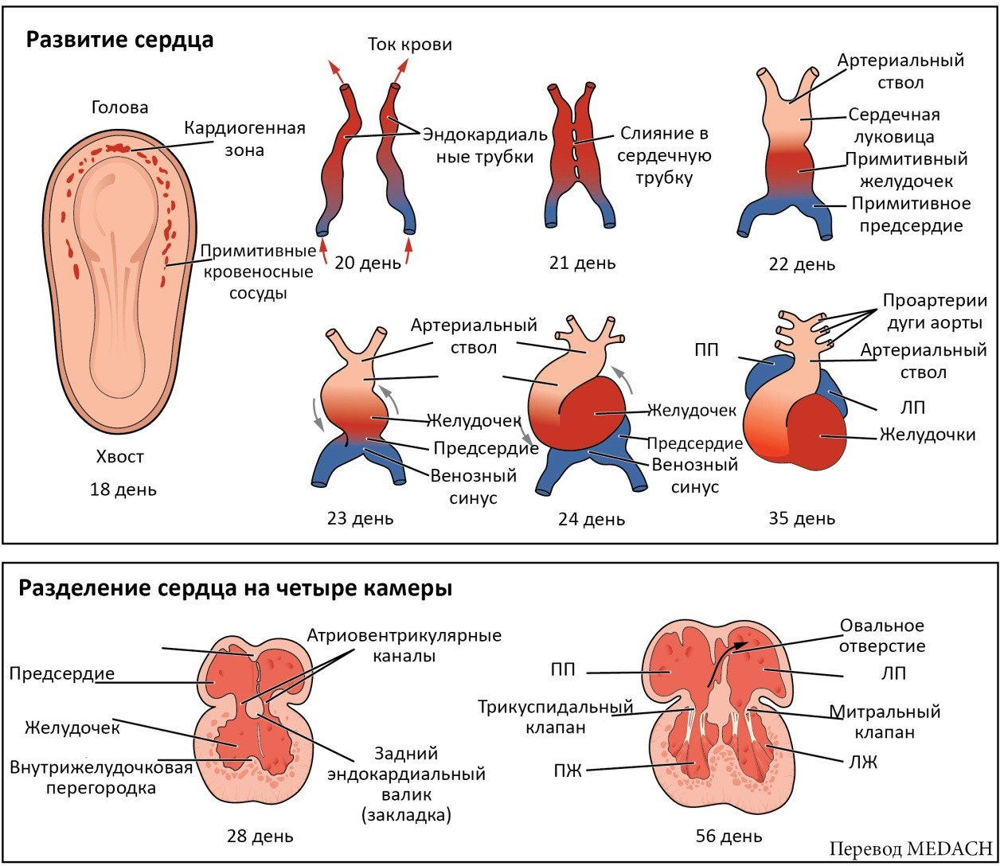 Развитие сердца
Голова
Кардиогенная
зона
Примитивные
кровеносные
сосуды
Хвост
18 день
Ток крови
Эндокардиаль
ные трубки
20 день
Слияние в
сердечную
трубку
21 день
Артериальный
ствол
Сердечная
луковица
Примитивный
желудочек
Примитивное
предсердие
22 день
Артериальный
ствол
Желудочек
Предсердие
Венозный
синус
23 день
Желудочек
Предсердие
Венозный
синус
24 день
Проартерии
дуги аорты
ПП
Артериальный
ствол
ЛП
Желудочки
35 день
Разделение сердца на четыре камеры
Предсердие
Желудочек
Внутрижелудочковая
перегородка
Атриовентрикулярные
каналы
Задний
эндокардиальный
валик
(закладка)
28 день
ПП
Трикуспидальный
клапан
ПЖ
Овальное
отверстие
ЛП
Митральный
клапан
ЛЖ
56 день
Перевод MEDACH